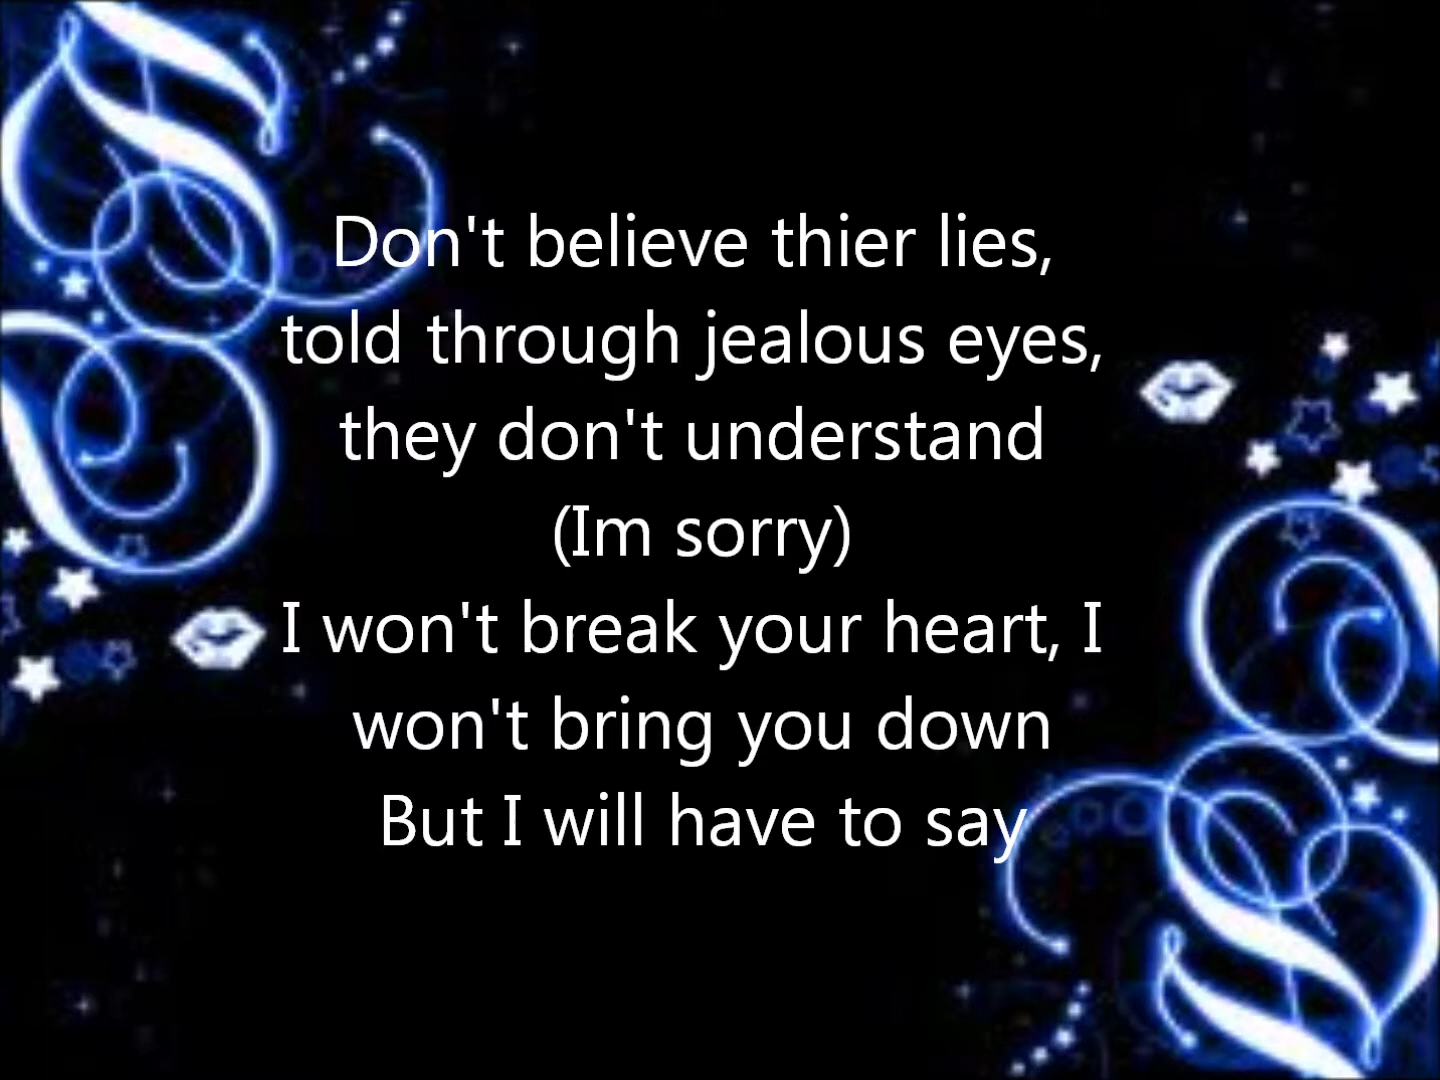 Don't believe thier lies,
told through jealous eyes,
they don't understand
(Im sorry)
I won't break your heart, I
won't bring you down
But I will have to say